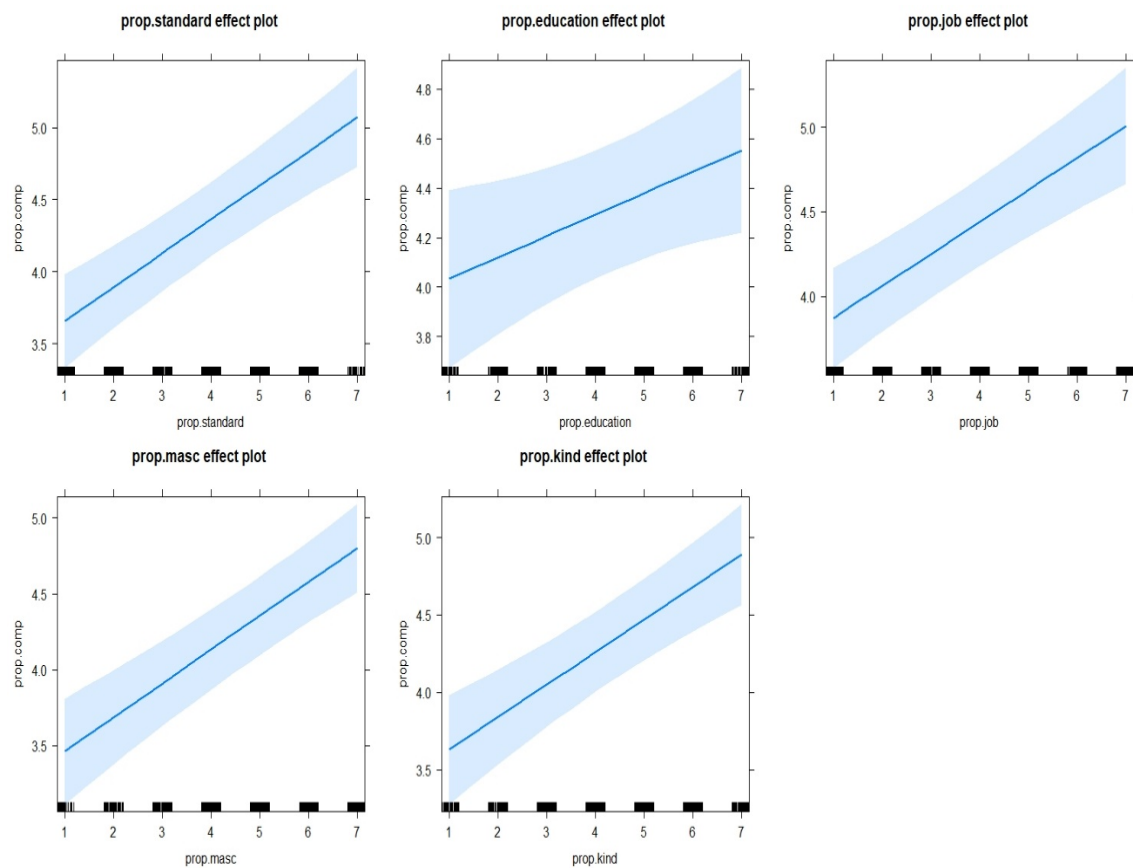 prop.standard effect plot
prop.comp
5.0
4.5
4.0
3.5
1 2 3 4 5 6 7
prop.standard
prop.education effect plot
prop.comp
4.8
4.6
4.4
4.2
4.0
3.8
1 2 3 4 5 6 7
prop.education
prop.job effect plot
prop.comp
5.0
4.5
4.0
1 2 3 4 5 6 7
prop.job
prop.masc effect plot
prop.comp
5.0
4.5
4.0
3.5
1 2 3 4 5 6 7
prop.masc
prop.kind effect plot
prop.comp
5.0
4.5
4.0
3.5
1 2 3 4 5 6 7
prop.kind